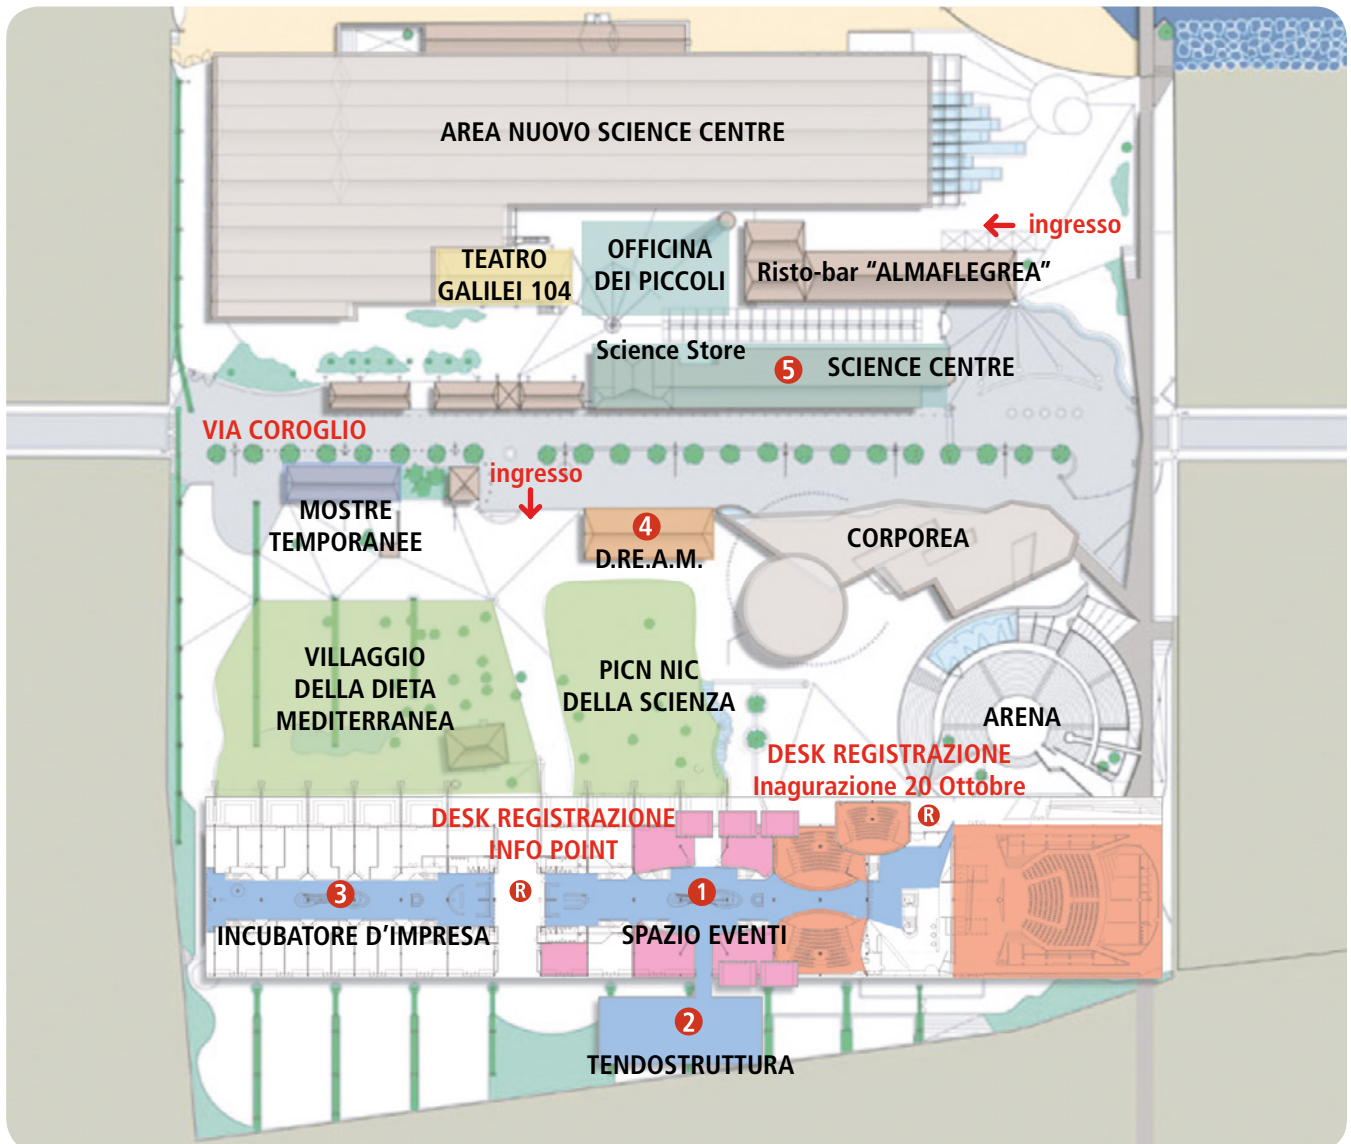 AREA NUOVO SCIENCE CENTRE
ingresso
TEATRO
GALILEI 104
OFFICINA
DEI PICCOLI
Risto-bar “ALMAFLEGREA”
Science Store
5
SCIENCE CENTRE
VIA COROGLIO
ingresso
MOSTRE
TEMPORANEE
4
D.RE.A.M.
CORPOREA
VILLAGGIO
DELLA DIETA
MEDITERRANEA
PICN NIC
DELLA SCIENZA
ARENA
DESK REGISTRAZIONE
Inagurazione 20 Ottobre
R
DESK REGISTRAZIONE
INFO POINT
R
3
INCUBATORE D’IMPRESA
1
SPAZIO EVENTI
2
TENDOSTRUTTURA